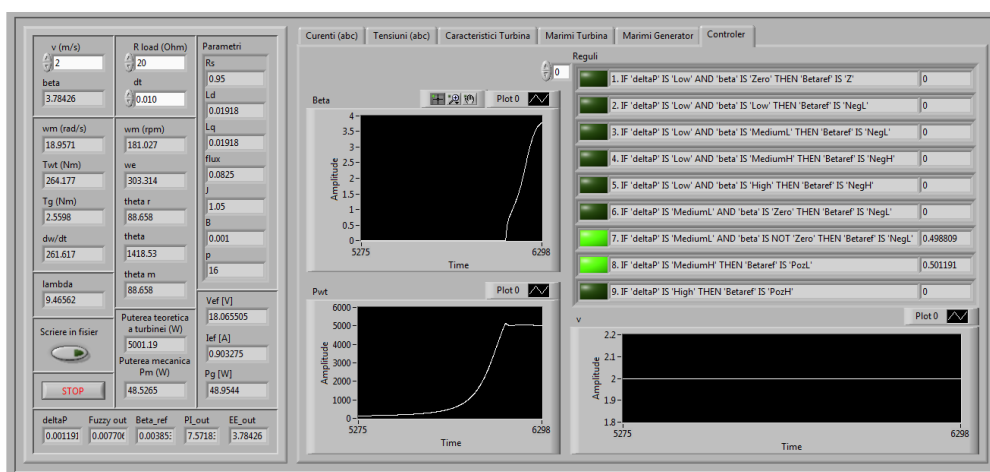 v (m/s)
2
R load (Ohm)
20
beta
3.78426
dt
0.010
wm (rad/s)
18.9571
wm (rpm)
181.027
Twt (Nm)
264.177
we
303.314
Tg (Nm)
2.5598
theta r
88.658
dw/dt
261.617
theta
1418.53
lambda
9.46562
theta m
88.658
Scriere in fisier
Puterea teoretica
a turbinei (W)
5001.19
Puterea mecanica
Pm (W)
48.5265
STOP
Parametri
Rs
0.95
Ld
0.01918
Lq
0.01918
flux
0.0825
J
1.05
B
0.001
p
16
Vef [V]
18.065505
Ief [A]
0.903275
Pg [W]
48.9544
deltaP
0.001191
Fuzzy out
0.007706
Beta_ref
PI_out
EE_out
3.78426
Curenti (abc) Tensiuni (abc) Caracteristici Turbina Marimi Turbina Marimi Generator Controler
Beta
Plot 0
Amplitude
4
3.5
3
2.5
2
1.5
1
0.5
0
5275 6298
Time
Pwt
Plot 0
Amplitude
6000
5000
4000
3000
2000
1000
0
5275 6298
Time
Reguli
0
1. IF 'deltaP' IS 'Low' AND 'beta' IS 'Zero' THEN 'Betaref' IS 'Z' 0
2. IF 'deltaP' IS 'Low' AND 'beta' IS 'Low' THEN 'Betaref' IS 'NegL' 0
3. IF 'deltaP' IS 'Low' AND 'beta' IS 'MediumL' THEN 'Betaref' IS 'NegL' 0
4. IF 'deltaP' IS 'Low' AND 'beta' IS 'MediumH' THEN 'Betaref' IS 'NegH' 0
5. IF 'deltaP' IS 'Low' AND 'beta' IS 'High' THEN 'Betaref' IS 'NegH' 0
6. IF 'deltaP' IS 'MediumL' AND 'beta' IS 'Zero' THEN 'Betaref' IS 'NegL' 0
7. IF 'deltaP' IS 'MediumL' AND 'beta' IS NOT 'Zero' THEN 'Betaref' IS 'NegL' 0.498809
8. IF 'deltaP' IS 'MediumH' THEN 'Betaref' IS 'PozL' 0.501191
9. IF 'deltaP' IS 'High' THEN 'Betaref' IS 'PozH' 0
v
Plot 0
Amplitude
2.2
2.1
2
1.9
1.8
5275 6298
Time